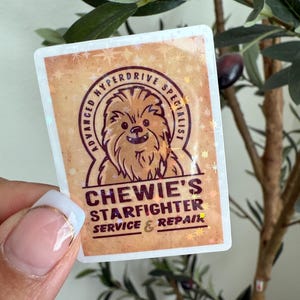 ADVANCED HYPERDRIVE SPECIALIST
CHEWIE'S
STARFIGHTER
SERVICE & REPAIR